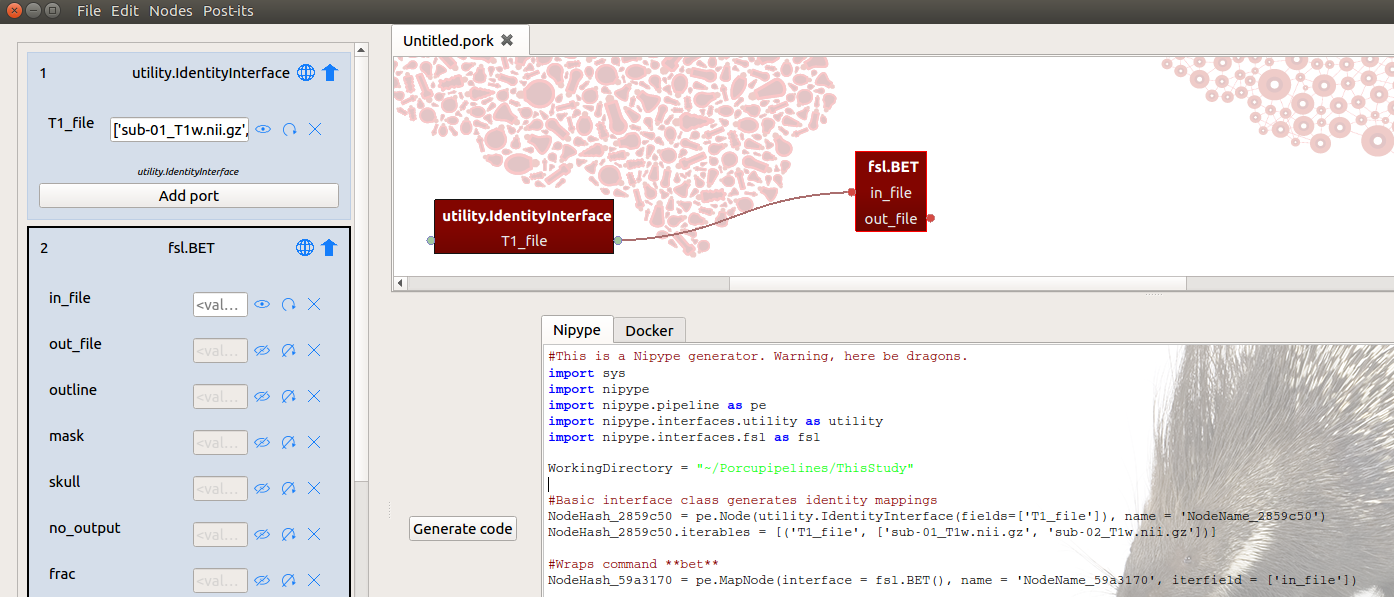 File Edit Nodes Post-its
1 utility.IdentityInterface
T1_file ['sub-01_T1w.nii.gz',
utility.IdentityInterface
Add port
2 fsl.BET
in_file <val...
out_file <val...
outline <val...
mask <val...
skull <val...
no_output <val...
frac <val...
Untitled.pork
utility.IdentityInterface
T1_file
fsl.BET
in_file
out_file
Generate code
Nipype Docker
#This is a Nipype generator. Warning, here be dragons.
import sys
import nipype
import nipype.pipeline as pe
import nipype.interfaces.utility as utility
import nipype.interfaces.fsl as fsl
WorkingDirectory = "~/Porcupipelines/ThisStudy"
#Basic interface class generates identity mappings
NodeHash_2859c50 = pe.Node(utility.IdentityInterface(fields=['T1_file']), name = 'NodeName_2859c50')
NodeHash_2859c50.iterables = [('T1_file', ['sub-01_T1w.nii.gz', 'sub-02_T1w.nii.gz'])]
#Wraps command **bet**
NodeHash_59a3170 = pe.MapNode(interface = fsl.BET(), name = 'NodeName_59a3170', iterfield = ['in_file'])